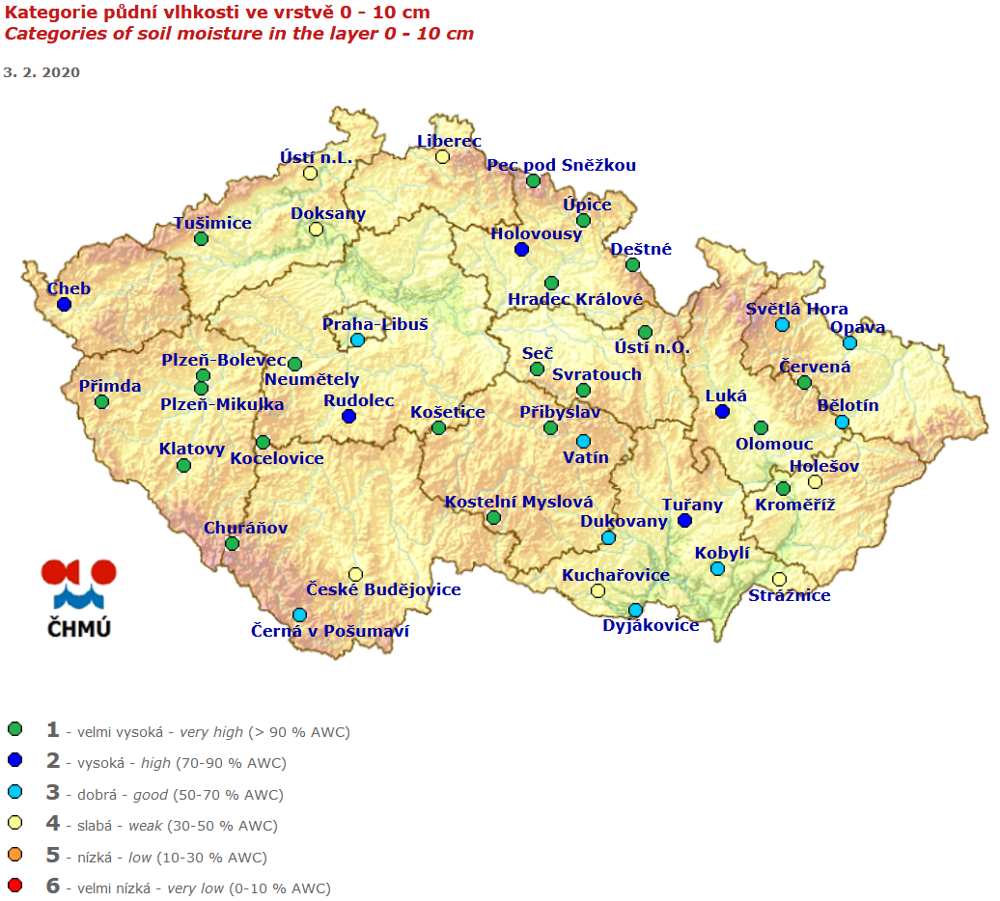 Kategorie půdní vlhkosti ve vrstvě 0 - 10 cm
Categories of soil moisture in the layer 0 - 10 cm
3. 2. 2020
Liberec
Ústí n.L.
Pec pod Sněžkou
Úpice
Doksany
Tušimice
Holovousy
Deštné
Cheb
Hradec Králové
Světlá Hora
Praha-Libuš
Opava
Ústí n.O.
Seč
Plzeň-Bolevec
Červená
Svratouch
Neumětely
Přimda
Luká
Rudolec
Plzeň-Mikulka
Bělotín
Košetice
Přibyslav
Olomouc
Klatovy
Kocelovice
Vatín
Holešov
Kostelní Myslová
Tuřany
Kroměříž
Dukovany
Churáňov
Kobylí
Kuchařovice
České Budějovice
Strážnice
Dyjákovice
Černá v Pošumaví
ČHMÚ
1 - velmi vysoká - very high (> 90 % AWC)
2 - vysoká - high (70-90 % AWC)
3 - dobrá - good (50-70 % AWC)
4 - slabá - weak (30-50 % AWC)
5 - nízká - low (10-30 % AWC)
6 - velmi nízká - very low (0-10 % AWC)